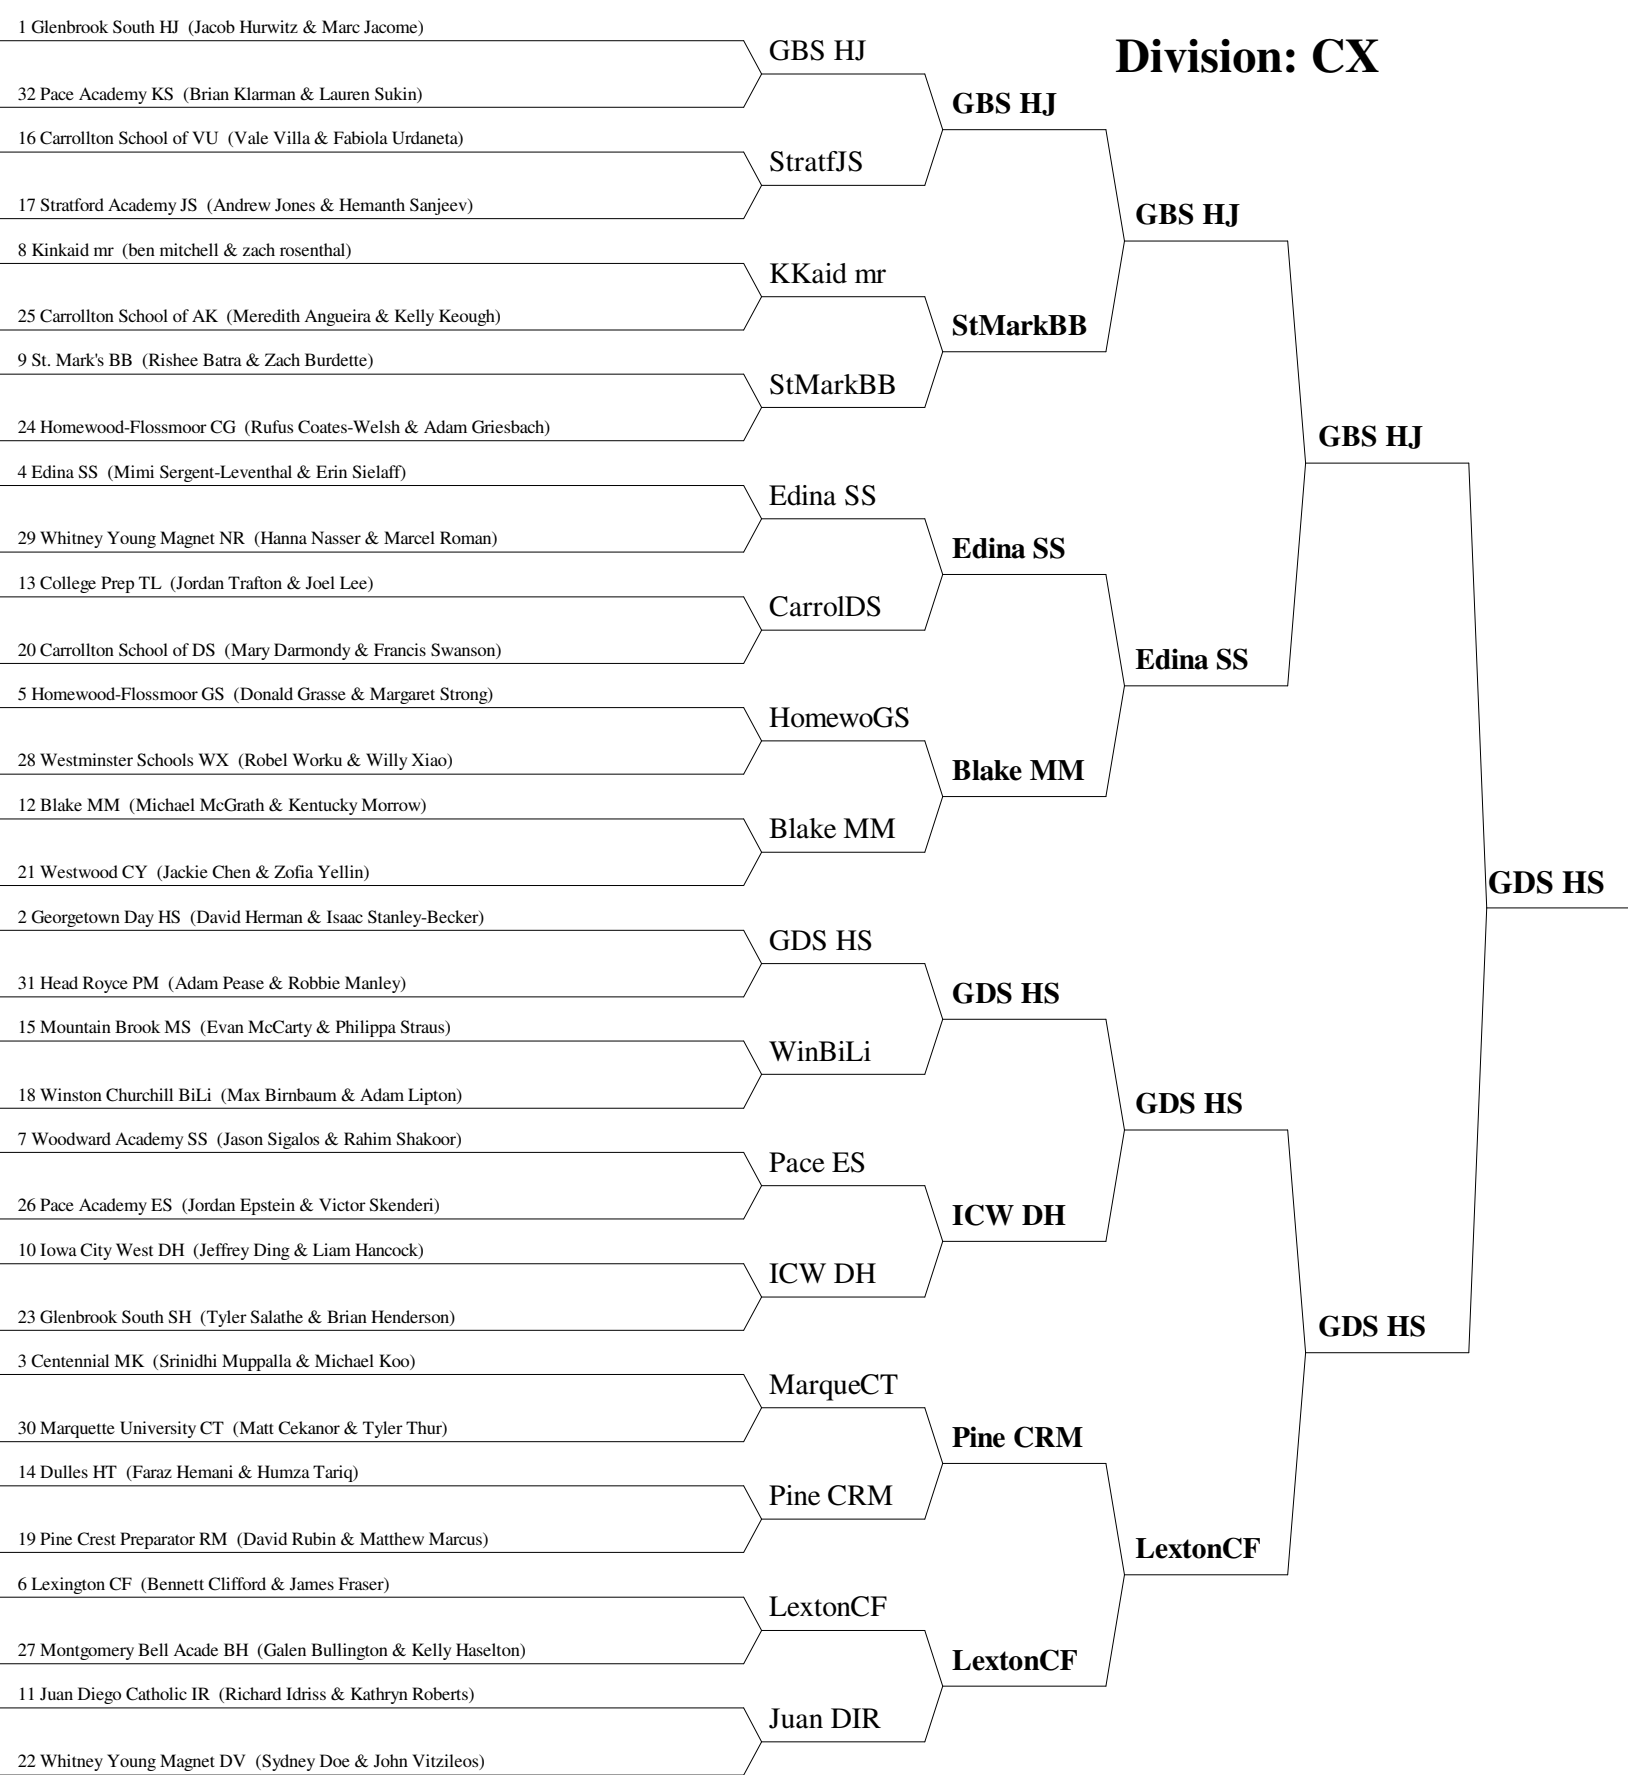 1 Glenbrook South HJ (Jacob Hurwitz & Marc Jacome)
GBS HJ
Division: CX
32 Pace Academy KS (Brian Klarman & Lauren Sukin)
GBS HJ
16 Carrollton School of VU (Vale Villa & Fabiola Urdaneta)
StratfJS
17 Stratford Academy JS (Andrew Jones & Hemanth Sanjeev)
GBS HJ
8 Kinkaid mr (ben mitchell & zach rosenthal)
KKaid mr
25 Carrollton School of AK (Meredith Angueira & Kelly Keough)
StMarkBB
9 St. Mark's BB (Rishee Batra & Zach Burdette)
StMarkBB
24 Homewood-Flossmoor CG (Rufus Coates-Welsh & Adam Griesbach)
GBS HJ
4 Edina SS (Mimi Sergent-Leventhal & Erin Sielaff)
Edina SS
29 Whitney Young Magnet NR (Hanna Nasser & Marcel Roman)
Edina SS
13 College Prep TL (Jordan Trafton & Joel Lee)
CarrolDS
20 Carrollton School of DS (Mary Darmondy & Francis Swanson)
Edina SS
5 Homewood-Flossmoor GS (Donald Grasse & Margaret Strong)
HomewoGS
28 Westminster Schools WX (Robel Worku & Willy Xiao)
Blake MM
12 Blake MM (Michael McGrath & Kentucky Morrow)
Blake MM
21 Westwood CY (Jackie Chen & Zofia Yellin)
GDS HS
2 Georgetown Day HS (David Herman & Isaac Stanley-Becker)
GDS HS
31 Head Royce PM (Adam Pease & Robbie Manley)
GDS HS
15 Mountain Brook MS (Evan McCarty & Philippa Straus)
WinBiLi
18 Winston Churchill BiLi (Max Birnbaum & Adam Lipton)
GDS HS
7 Woodward Academy SS (Jason Sigalos & Rahim Shakoor)
Pace ES
26 Pace Academy ES (Jordan Epstein & Victor Skenderi)
ICW DH
10 Iowa City West DH (Jeffrey Ding & Liam Hancock)
ICW DH
23 Glenbrook South SH (Tyler Salathe & Brian Henderson)
GDS HS
3 Centennial MK (Srinidhi Muppalla & Michael Koo)
MarqueCT
30 Marquette University CT (Matt Cekanor & Tyler Thur)
Pine CRM
14 Dulles HT (Faraz Hemani & Humza Tariq)
Pine CRM
19 Pine Crest Preparator RM (David Rubin & Matthew Marcus)
LextonCF
6 Lexington CF (Bennett Clifford & James Fraser)
LextonCF
27 Montgomery Bell Acade BH (Galen Bullington & Kelly Haselton)
LextonCF
11 Juan Diego Catholic IR (Richard Idriss & Kathryn Roberts)
Juan DIR
22 Whitney Young Magnet DV (Sydney Doe & John Vitzileos)